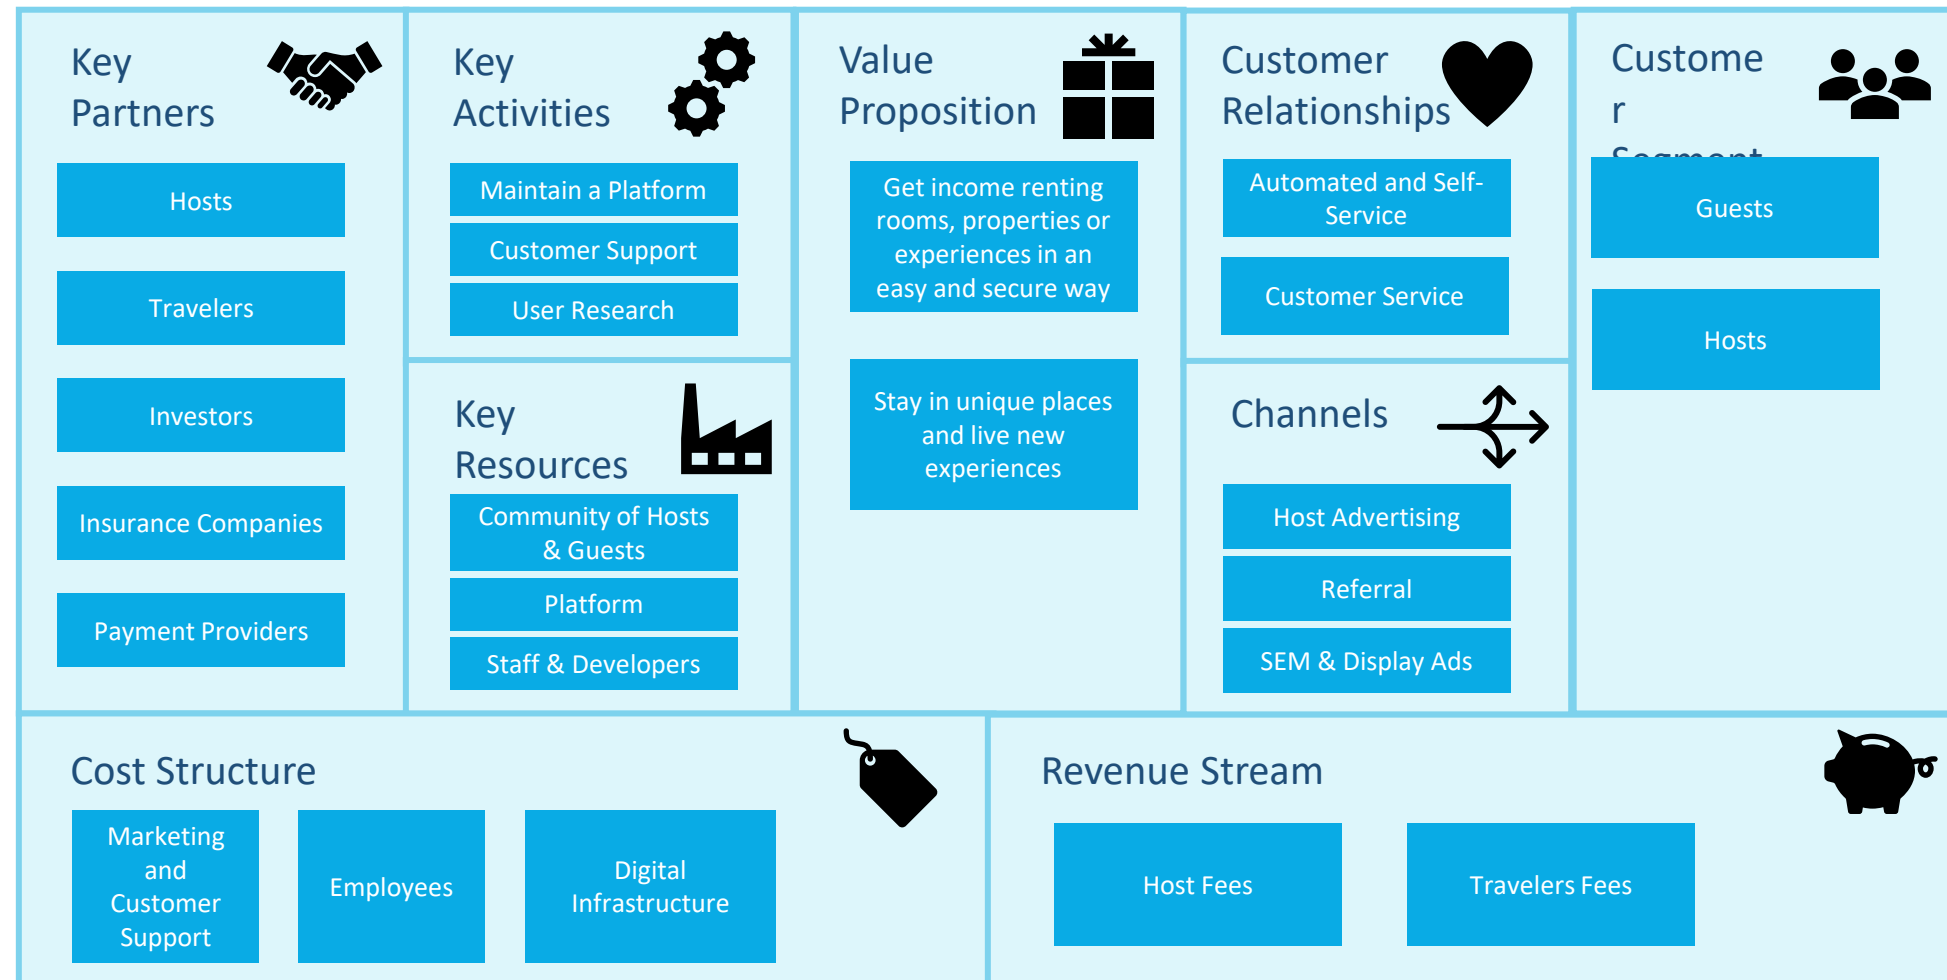 Key
Partners
Hosts
Travelers
Investors
Insurance Companies
Payment Providers
Key
Activities
Maintain a Platform
Customer Support
User Research
Key
Resources
Community of Hosts
& Guests
Platform
Staff & Developers
Value
Proposition
Get income renting
rooms, properties or
experiences in an
easy and secure way
Stay in unique places
and live new
experiences
Customer
Relationships
Automated and Self-
Service
Customer Service
Channels
Host Advertising
Referral
SEM & Display Ads
Custome
r
Segment
Guests
Hosts
Cost Structure
Marketing
and
Customer
Support
Employees
Digital
Infrastructure
Revenue Stream
Host Fees
Travelers Fees